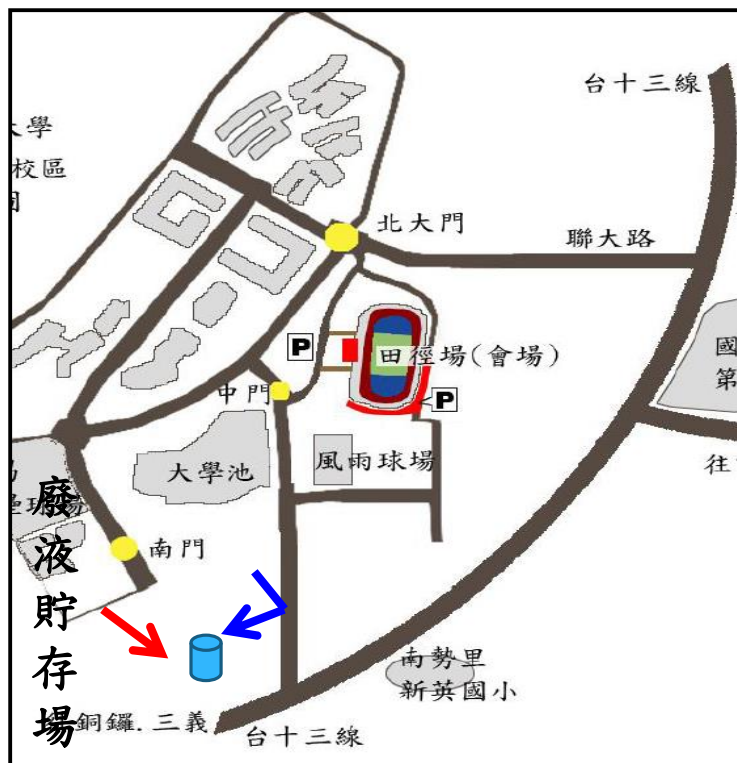 台十三線
大學
校區
北大門
聯大路
P
田徑場(會場)
國
第
P
中門
大學池
風雨球場
往
廢液貯存場
南門
南勢里
新英國小
銅鑼.三義
台十三線